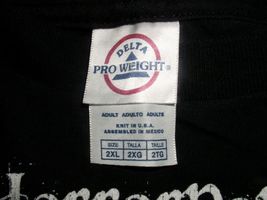 DELTA
PRO WEIGHT®
ADULT ADULTO ADULTE
KNIT IN U.S.A.
ASSEMBLED IN MEXICO
SIZE TALLA TAILLE
2XL 2XG 2TG